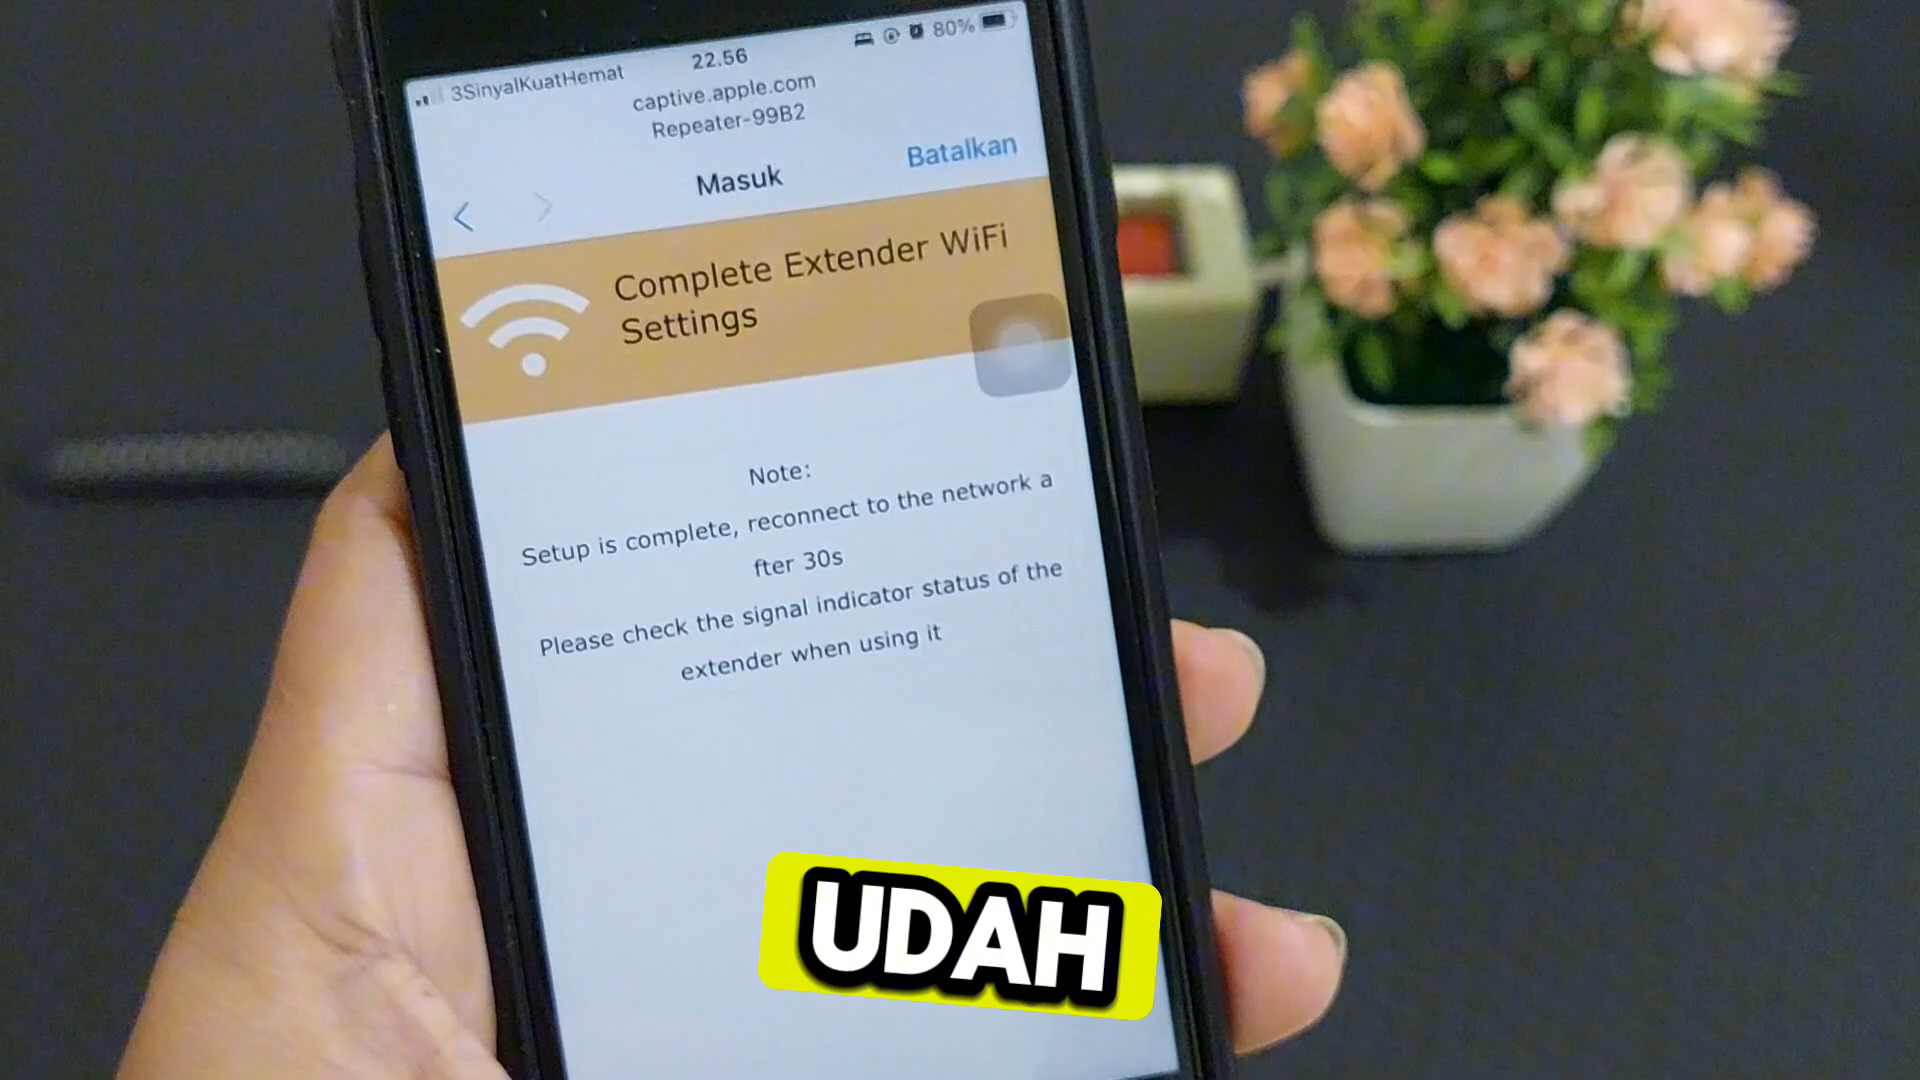 3SinyalKuatHemat 22.56 80%
captive.apple.com
Repeater-99B2
Masuk Batalkan
Complete Extender WiFi
Settings
Note:
Setup is complete, reconnect to the network a
fter 30s
Please check the signal indicator status of the
extender when using it
UDAH